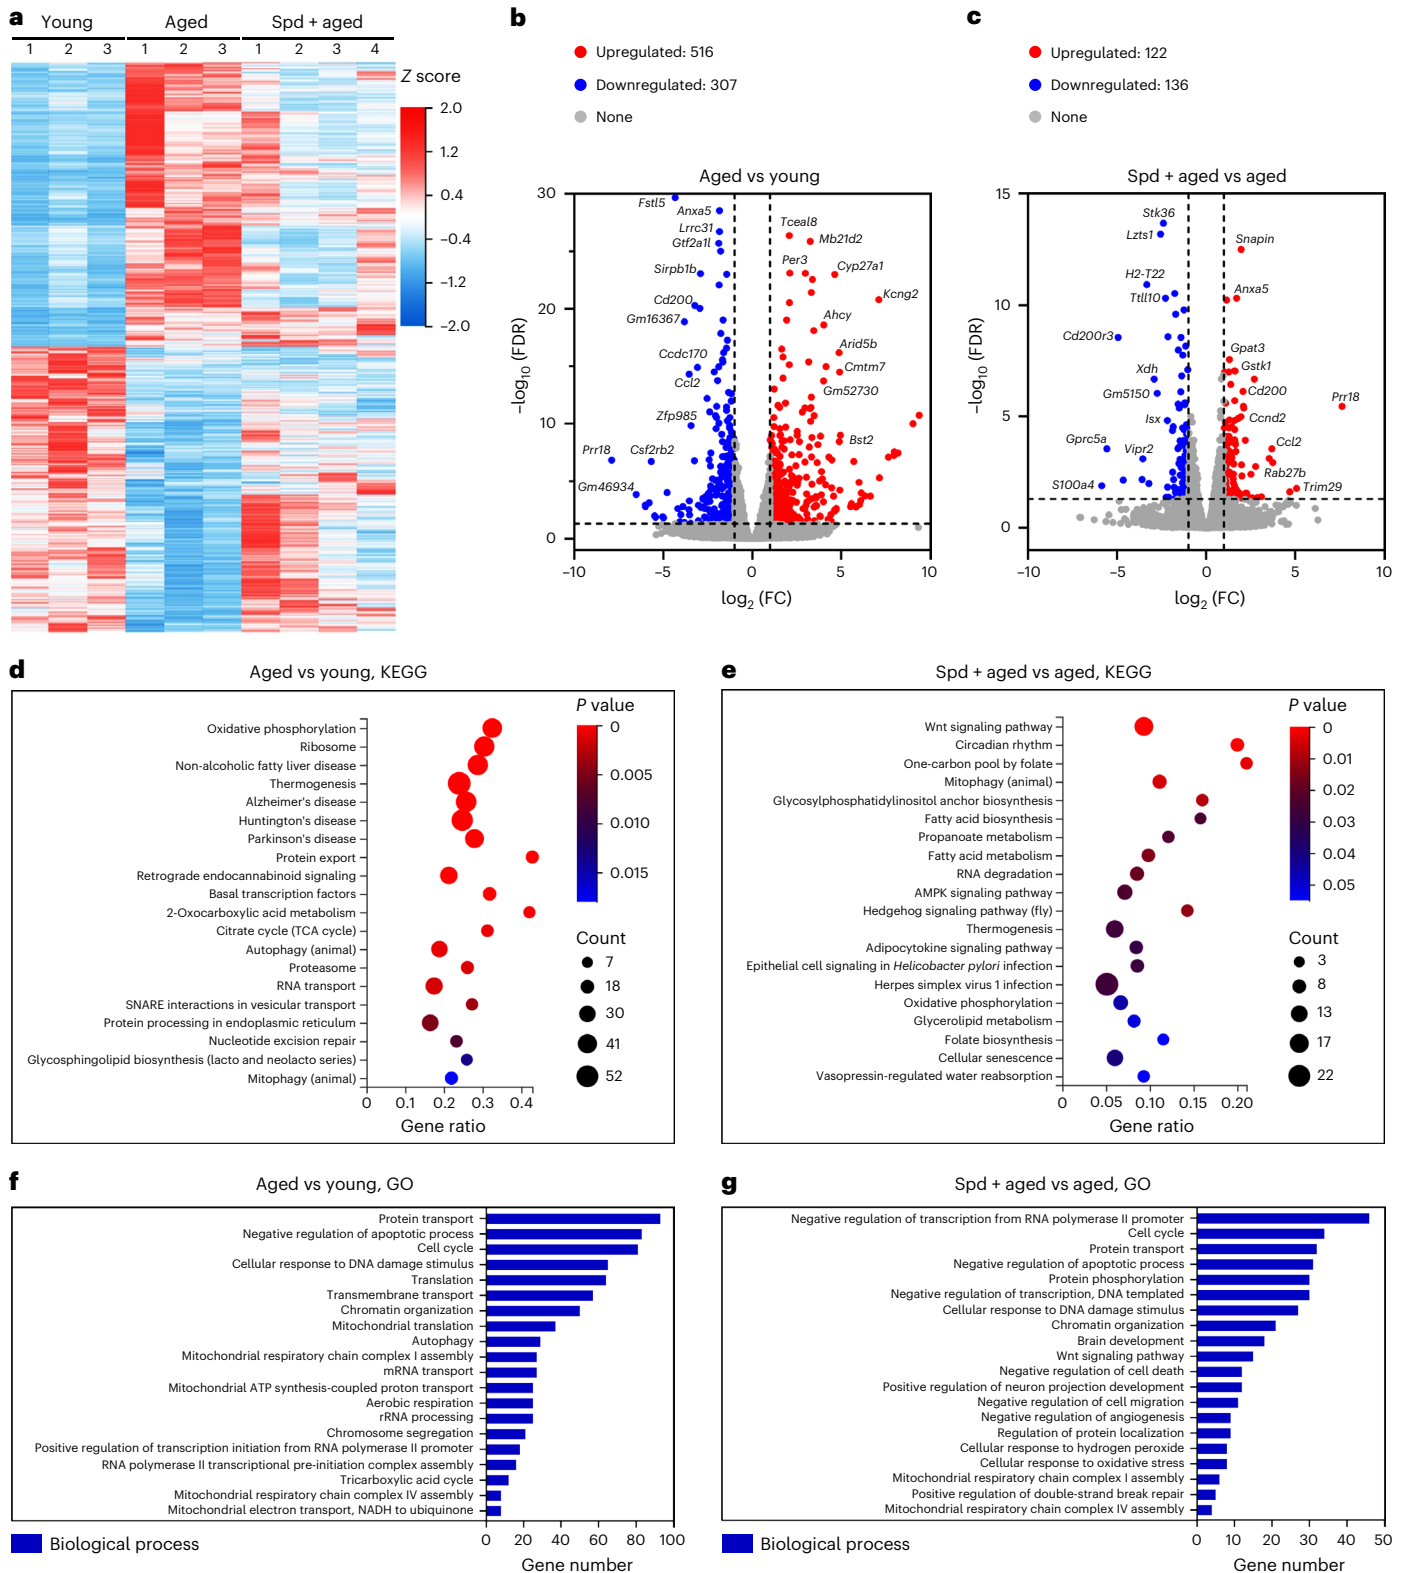 a
Young Aged Spd + aged
1 2 3 1 2 3 1 2 3 4
Z score
2.0
1.2
0.4
−0.4
−1.2
−2.0
b
Upregulated: 516
Downregulated: 307
None
Aged vs young
−log10 (FDR)
30
20
10
0
Fstl5
Anxa5
Lrrc31
Gtf2a1l
Sirpb1b
Cd200
Gm16367
Ccdc170
Ccl2
Zfp985
Prr18
Csf2rb2
Gm46934
Tceal8
Mb21d2
Per3
Cyp27a1
Kcng2
Ahcy
Arid5b
Cmtm7
Gm52730
Bst2
−10 −5 0 5 10
log2 (FC)
c
Upregulated: 122
Downregulated: 136
None
Spd + aged vs aged
−log10 (FDR)
15
10
5
0
Stk36
Lzts1
H2-T22
Ttll10
Cd200r3
Xdh
Gm5150
Isx
Gprc5a
Vipr2
S100a4
Snapin
Anxa5
Gpat3
Gstk1
Cd200
Prr18
Ccnd2
Ccl2
Rab27b
Trim29
−10 −5 0 5 10
log2 (FC)
d
Aged vs young, KEGG
Oxidative phosphorylation
Ribosome
Non-alcoholic fatty liver disease
Thermogenesis
Alzheimer's disease
Huntington's disease
Parkinson's disease
Protein export
Retrograde endocannabinoid signaling
Basal transcription factors
2-Oxocarboxylic acid metabolism
Citrate cycle (TCA cycle)
Autophagy (animal)
Proteasome
RNA transport
SNARE interactions in vesicular transport
Protein processing in endoplasmic reticulum
Nucleotide excision repair
Glycosphingolipid biosynthesis (lacto and neolacto series)
Mitophagy (animal)
0 0.1 0.2 0.3 0.4
Gene ratio
P value
0
0.005
0.010
0.015
Count
7
18
30
41
52
e
Spd + aged vs aged, KEGG
Wnt signaling pathway
Circadian rhythm
One-carbon pool by folate
Mitophagy (animal)
Glycosylphosphatidylinositol anchor biosynthesis
Fatty acid biosynthesis
Propanoate metabolism
Fatty acid metabolism
RNA degradation
AMPK signaling pathway
Hedgehog signaling pathway (fly)
Thermogenesis
Adipocytokine signaling pathway
Epithelial cell signaling in Helicobacter pylori infection
Herpes simplex virus 1 infection
Oxidative phosphorylation
Glycerolipid metabolism
Folate biosynthesis
Cellular senescence
Vasopressin-regulated water reabsorption
0 0.05 0.10 0.15 0.20
Gene ratio
P value
0
0.01
0.02
0.03
0.04
0.05
Count
3
8
13
17
22
f
Aged vs young, GO
Protein transport
Negative regulation of apoptotic process
Cell cycle
Cellular response to DNA damage stimulus
Translation
Transmembrane transport
Chromatin organization
Mitochondrial translation
Autophagy
Mitochondrial respiratory chain complex I assembly
mRNA transport
Mitochondrial ATP synthesis-coupled proton transport
Aerobic respiration
rRNA processing
Chromosome segregation
Positive regulation of transcription initiation from RNA polymerase II promoter
RNA polymerase II transcriptional pre-initiation complex assembly
Tricarboxylic acid cycle
Mitochondrial respiratory chain complex IV assembly
Mitochondrial electron transport, NADH to ubiquinone
0 20 40 60 80 100
Gene number
Biological process
g
Spd + aged vs aged, GO
Negative regulation of transcription from RNA polymerase II promoter
Cell cycle
Protein transport
Negative regulation of apoptotic process
Protein phosphorylation
Negative regulation of transcription, DNA templated
Cellular response to DNA damage stimulus
Chromatin organization
Brain development
Wnt signaling pathway
Negative regulation of cell death
Positive regulation of neuron projection development
Negative regulation of cell migration
Negative regulation of angiogenesis
Regulation of protein localization
Cellular response to hydrogen peroxide
Cellular response to oxidative stress
Mitochondrial respiratory chain complex I assembly
Positive regulation of double-strand break repair
Mitochondrial respiratory chain complex IV assembly
0 10 20 30 40 50
Gene number
Biological process